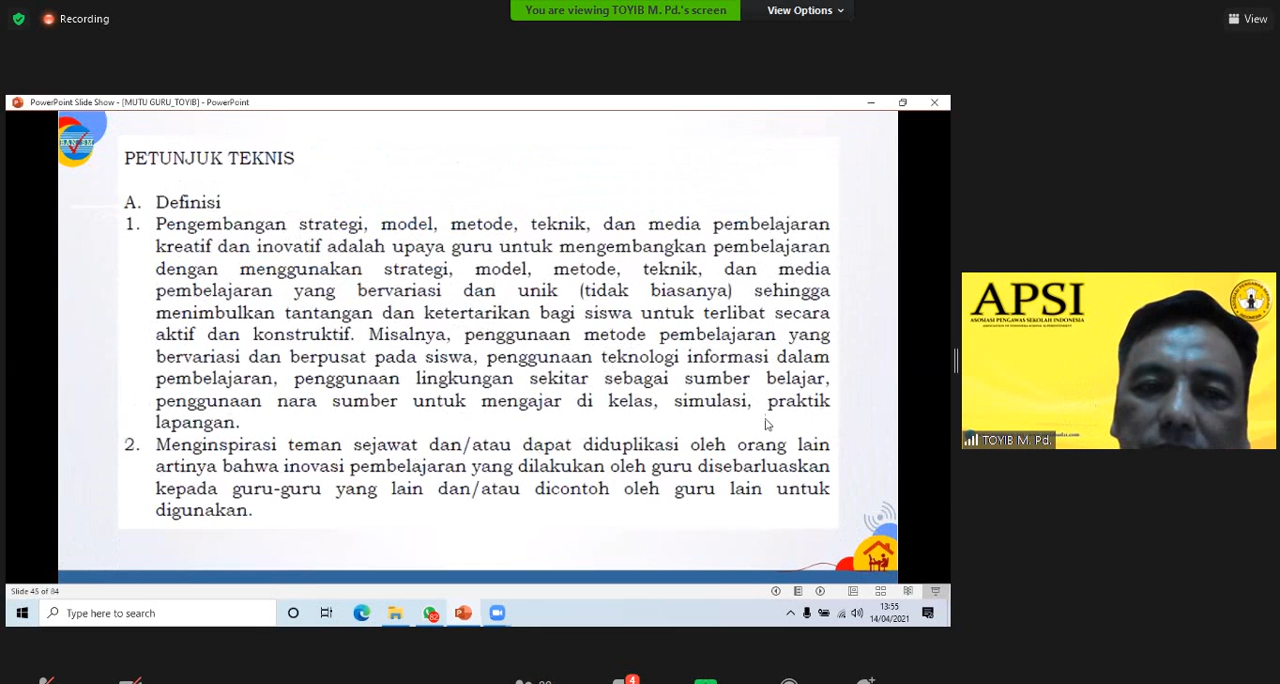 Recording
You are viewing TOYIB M. Pd.'s screen
View Options
View
PowerPoint Slide Show - [MUTU GURU_TOYIB] - PowerPoint
PETUNJUK TEKNIS
A. Definisi
1. Pengembangan strategi, model, metode, teknik, dan media pembelajaran
kreatif dan inovatif adalah upaya guru untuk mengembangkan pembelajaran
dengan menggunakan strategi, model, metode, teknik, dan media
pembelajaran yang bervariasi dan unik (tidak biasanya) sehingga
menimbulkan tantangan dan ketertarikan bagi siswa untuk terlibat secara
aktif dan konstruktif. Misalnya, penggunaan metode pembelajaran yang
bervariasi dan berpusat pada siswa, penggunaan teknologi informasi dalam
pembelajaran, penggunaan lingkungan sekitar sebagai sumber belajar,
penggunaan nara sumber untuk mengajar di kelas, simulasi, praktik
lapangan.
2. Menginspirasi teman sejawat dan/atau dapat diduplikasi oleh orang lain
artinya bahwa inovasi pembelajaran yang dilakukan oleh guru disebarluaskan
kepada guru-guru yang lain dan/atau dicontoh oleh guru lain untuk
digunakan.
APSI
ASOSIASI PENGAWAS SEKOLAH INDONESIA
TOYIB M. Pd.
Slide 45 of 84
Type here to search
13:55
14/04/2021
4